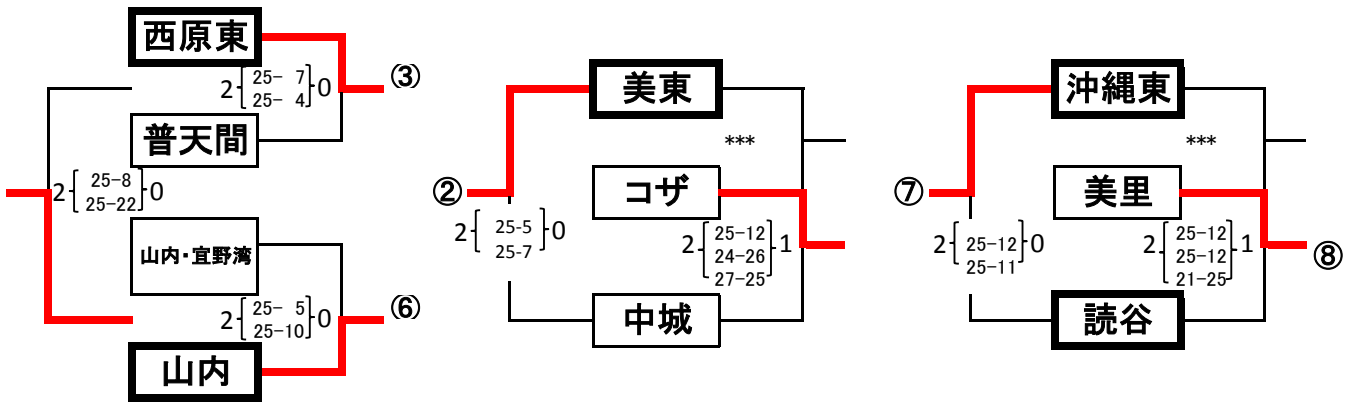 西原東
2 25- 7 0
25- 4
③
普天間
2 25-8 0
25-22
山内・宜野湾
2 25- 5 0
25-10
⑥
山内
美東
***
②
コザ
2 25-5 0
25-7
2 25-12 1
24-26
27-25
中城
沖縄東
***
⑦
美里
2 25-12 0
25-11
2 25-12 1
25-12
21-25
⑧
読谷